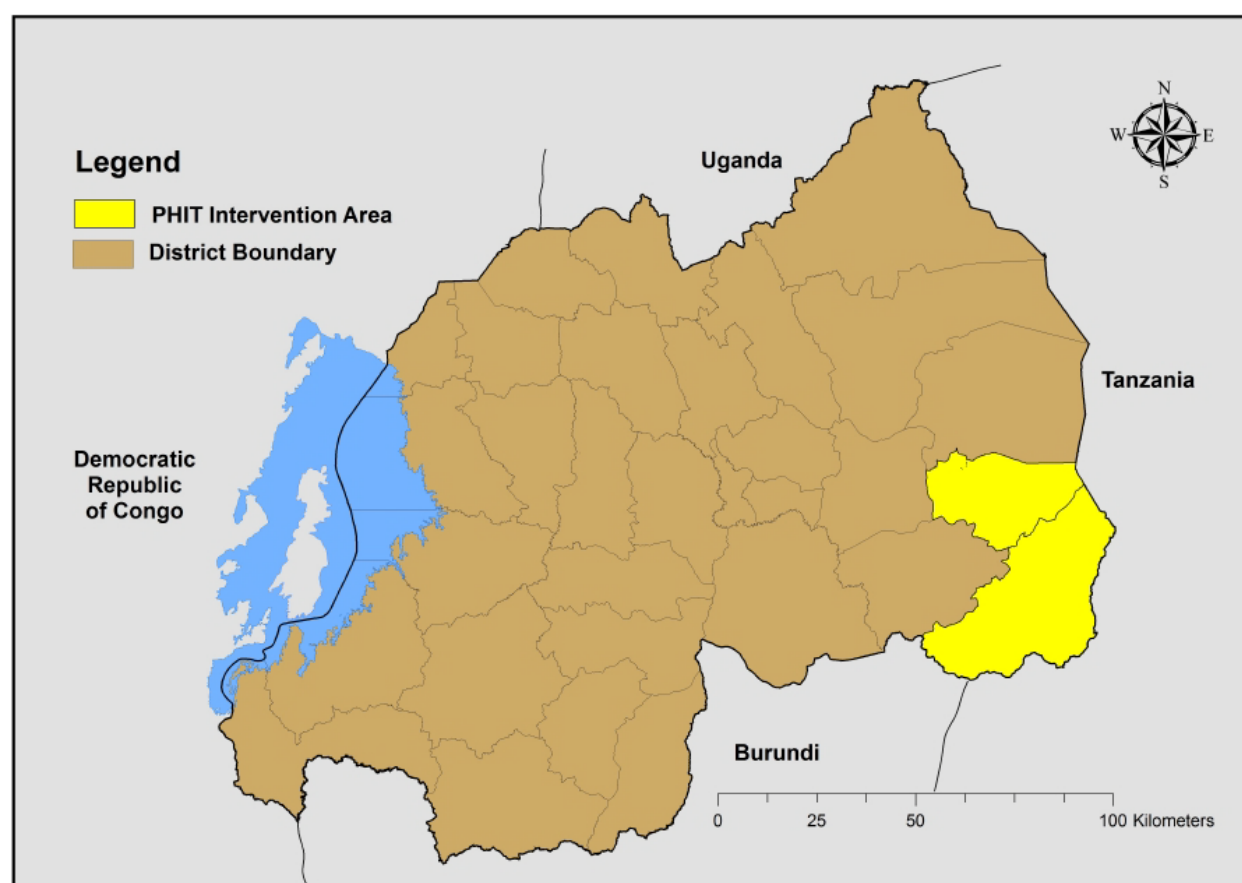 N
W E
S
Uganda
Legend
PHIT Intervention Area
District Boundary
Tanzania
Democratic
Republic
of Congo
Burundi
0 25 50 100 Kilometers